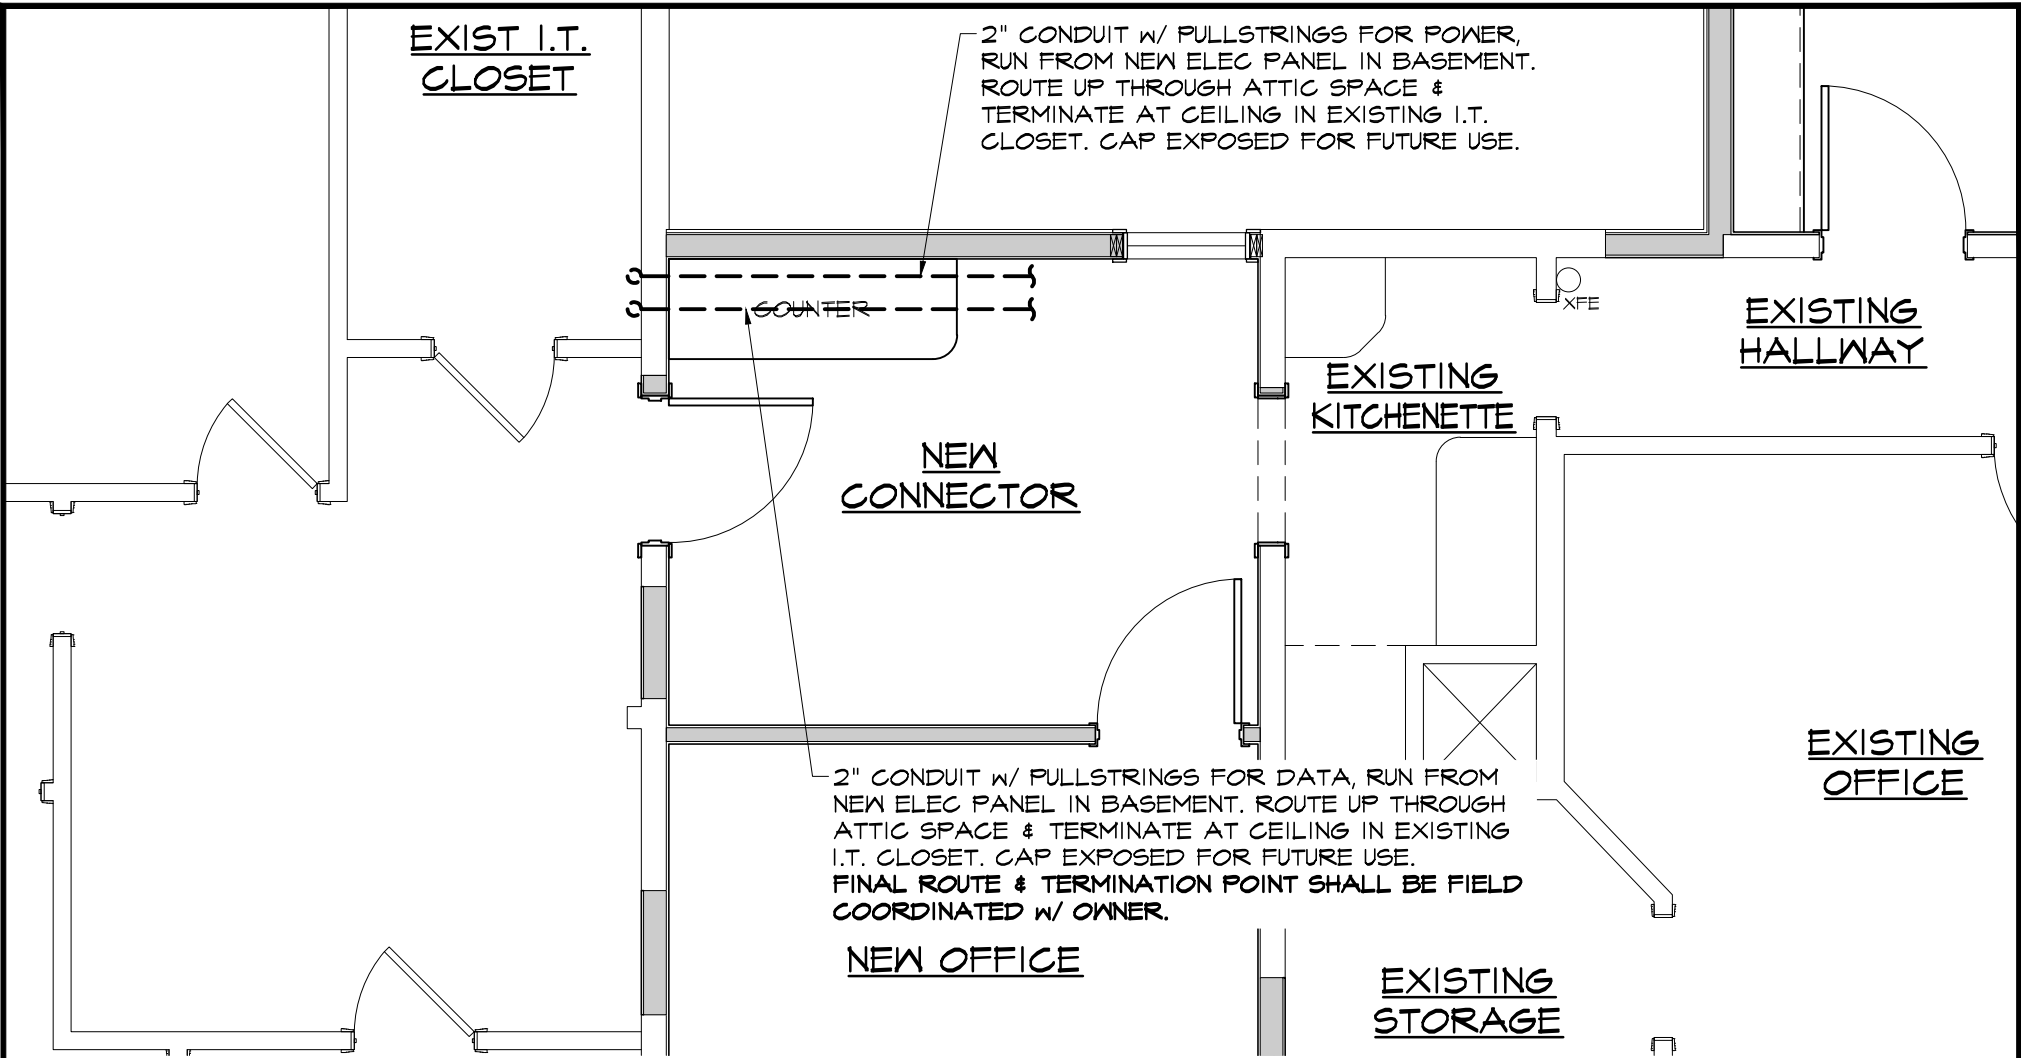 EXIST I.T.
CLOSET
2" CONDUIT w/ PULLSTRINGS FOR POWER,
RUN FROM NEW ELEC PANEL IN BASEMENT.
ROUTE UP THROUGH ATTIC SPACE &
TERMINATE AT CEILING IN EXISTING I.T.
CLOSET. CAP EXPOSED FOR FUTURE USE.
COUNTER
XFE
EXISTING
HALLWAY
EXISTING
KITCHENETTE
NEW
CONNECTOR
EXISTING
OFFICE
2" CONDUIT w/ PULLSTRINGS FOR DATA, RUN FROM
NEW ELEC PANEL IN BASEMENT. ROUTE UP THROUGH
ATTIC SPACE & TERMINATE AT CEILING IN EXISTING
I.T. CLOSET. CAP EXPOSED FOR FUTURE USE.
FINAL ROUTE & TERMINATION POINT SHALL BE FIELD
COORDINATED w/ OWNER.
NEW OFFICE
EXISTING
STORAGE